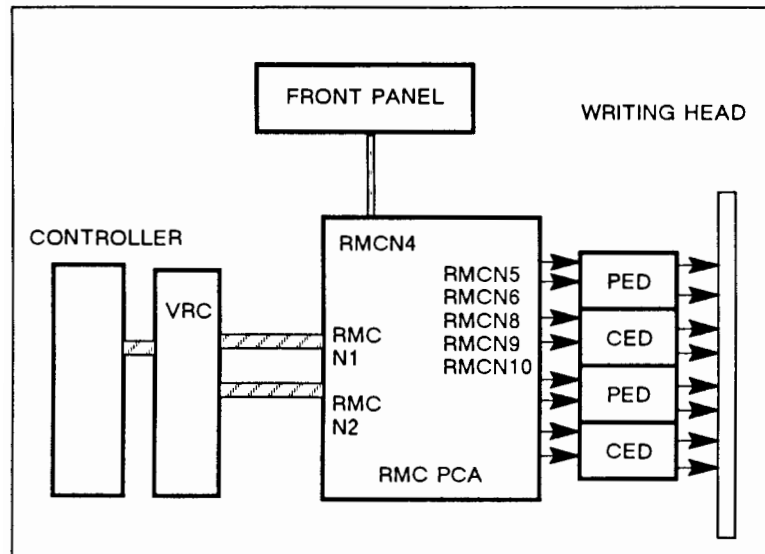 FRONT PANEL
WRITING HEAD
CONTROLLER
VRC
RMCN4
RMC
N1
RMC
N2
RMCN5
RMCN6
RMCN8
RMCN9
RMCN10
RMC PCA
PED
CED
PED
CED